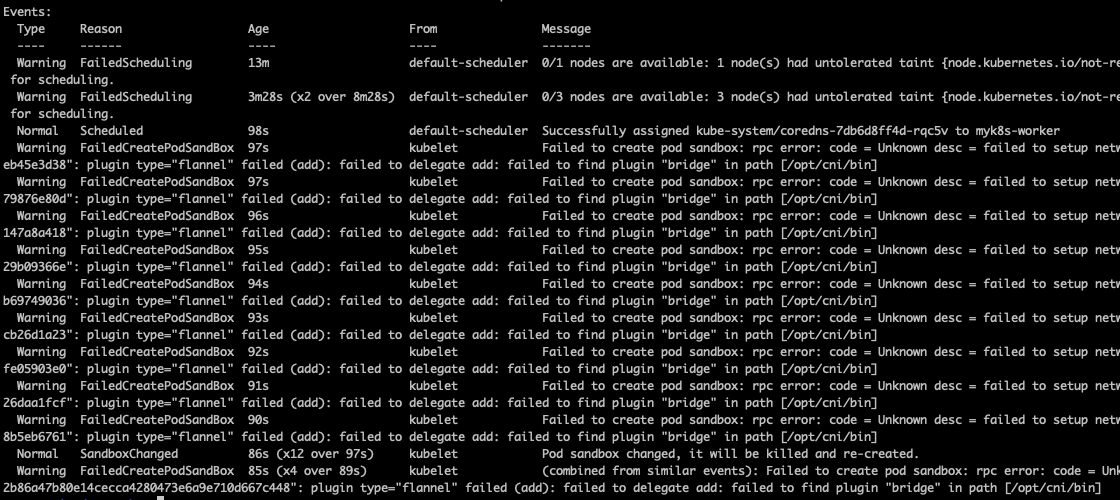 Events:
Type Reason Age From Message
---- ------ ---- ---- -------
Warning FailedScheduling 13m default-scheduler 0/1 nodes are available: 1 node(s) had untolerated taint {node.kubernetes.io/not-re
for scheduling.
Warning FailedScheduling 3m28s (x2 over 8m28s) default-scheduler 0/3 nodes are available: 3 node(s) had untolerated taint {node.kubernetes.io/not-re
for scheduling.
Normal Scheduled 98s default-scheduler Successfully assigned kube-system/coredns-7db6d8ff4d-rqc5v to myk8s-worker
Warning FailedCreatePodSandBox 97s kubelet Failed to create pod sandbox: rpc error: code = Unknown desc = failed to setup netw
eb45e3d38": plugin type="flannel" failed (add): failed to delegate add: failed to find plugin "bridge" in path [/opt/cni/bin]
Warning FailedCreatePodSandBox 97s kubelet Failed to create pod sandbox: rpc error: code = Unknown desc = failed to setup netw
79876e80d": plugin type="flannel" failed (add): failed to delegate add: failed to find plugin "bridge" in path [/opt/cni/bin]
Warning FailedCreatePodSandBox 96s kubelet Failed to create pod sandbox: rpc error: code = Unknown desc = failed to setup netw
147a8a418": plugin type="flannel" failed (add): failed to delegate add: failed to find plugin "bridge" in path [/opt/cni/bin]
Warning FailedCreatePodSandBox 95s kubelet Failed to create pod sandbox: rpc error: code = Unknown desc = failed to setup netw
29b09366e": plugin type="flannel" failed (add): failed to delegate add: failed to find plugin "bridge" in path [/opt/cni/bin]
Warning FailedCreatePodSandBox 94s kubelet Failed to create pod sandbox: rpc error: code = Unknown desc = failed to setup netw
b69749036": plugin type="flannel" failed (add): failed to delegate add: failed to find plugin "bridge" in path [/opt/cni/bin]
Warning FailedCreatePodSandBox 93s kubelet Failed to create pod sandbox: rpc error: code = Unknown desc = failed to setup netw
cb26d1a23": plugin type="flannel" failed (add): failed to delegate add: failed to find plugin "bridge" in path [/opt/cni/bin]
Warning FailedCreatePodSandBox 92s kubelet Failed to create pod sandbox: rpc error: code = Unknown desc = failed to setup netw
fe05903e0": plugin type="flannel" failed (add): failed to delegate add: failed to find plugin "bridge" in path [/opt/cni/bin]
Warning FailedCreatePodSandBox 91s kubelet Failed to create pod sandbox: rpc error: code = Unknown desc = failed to setup netw
26daa1fcf": plugin type="flannel" failed (add): failed to delegate add: failed to find plugin "bridge" in path [/opt/cni/bin]
Warning FailedCreatePodSandBox 90s kubelet Failed to create pod sandbox: rpc error: code = Unknown desc = failed to setup netw
8b5eb6761": plugin type="flannel" failed (add): failed to delegate add: failed to find plugin "bridge" in path [/opt/cni/bin]
Normal SandboxChanged 86s (x12 over 97s) kubelet Pod sandbox changed, it will be killed and re-created.
Warning FailedCreatePodSandBox 85s (x4 over 89s) kubelet (combined from similar events): Failed to create pod sandbox: rpc error: code = Unk
2b86a47b80e14cecca4280473e6a9e710d667c448": plugin type="flannel" failed (add): failed to delegate add: failed to find plugin "bridge" in path [/opt/cni/bin]